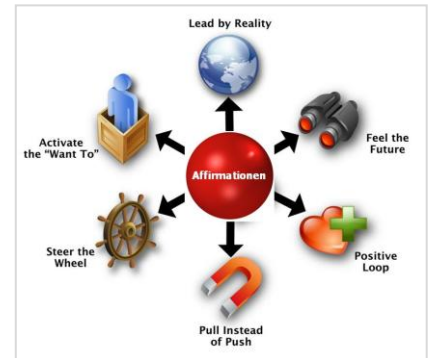 Lead by Reality
Activate
the "Want To"
Feel the
Future
Affirmationen
Steer the
Wheel
Positive
Loop
Pull Instead
of Push